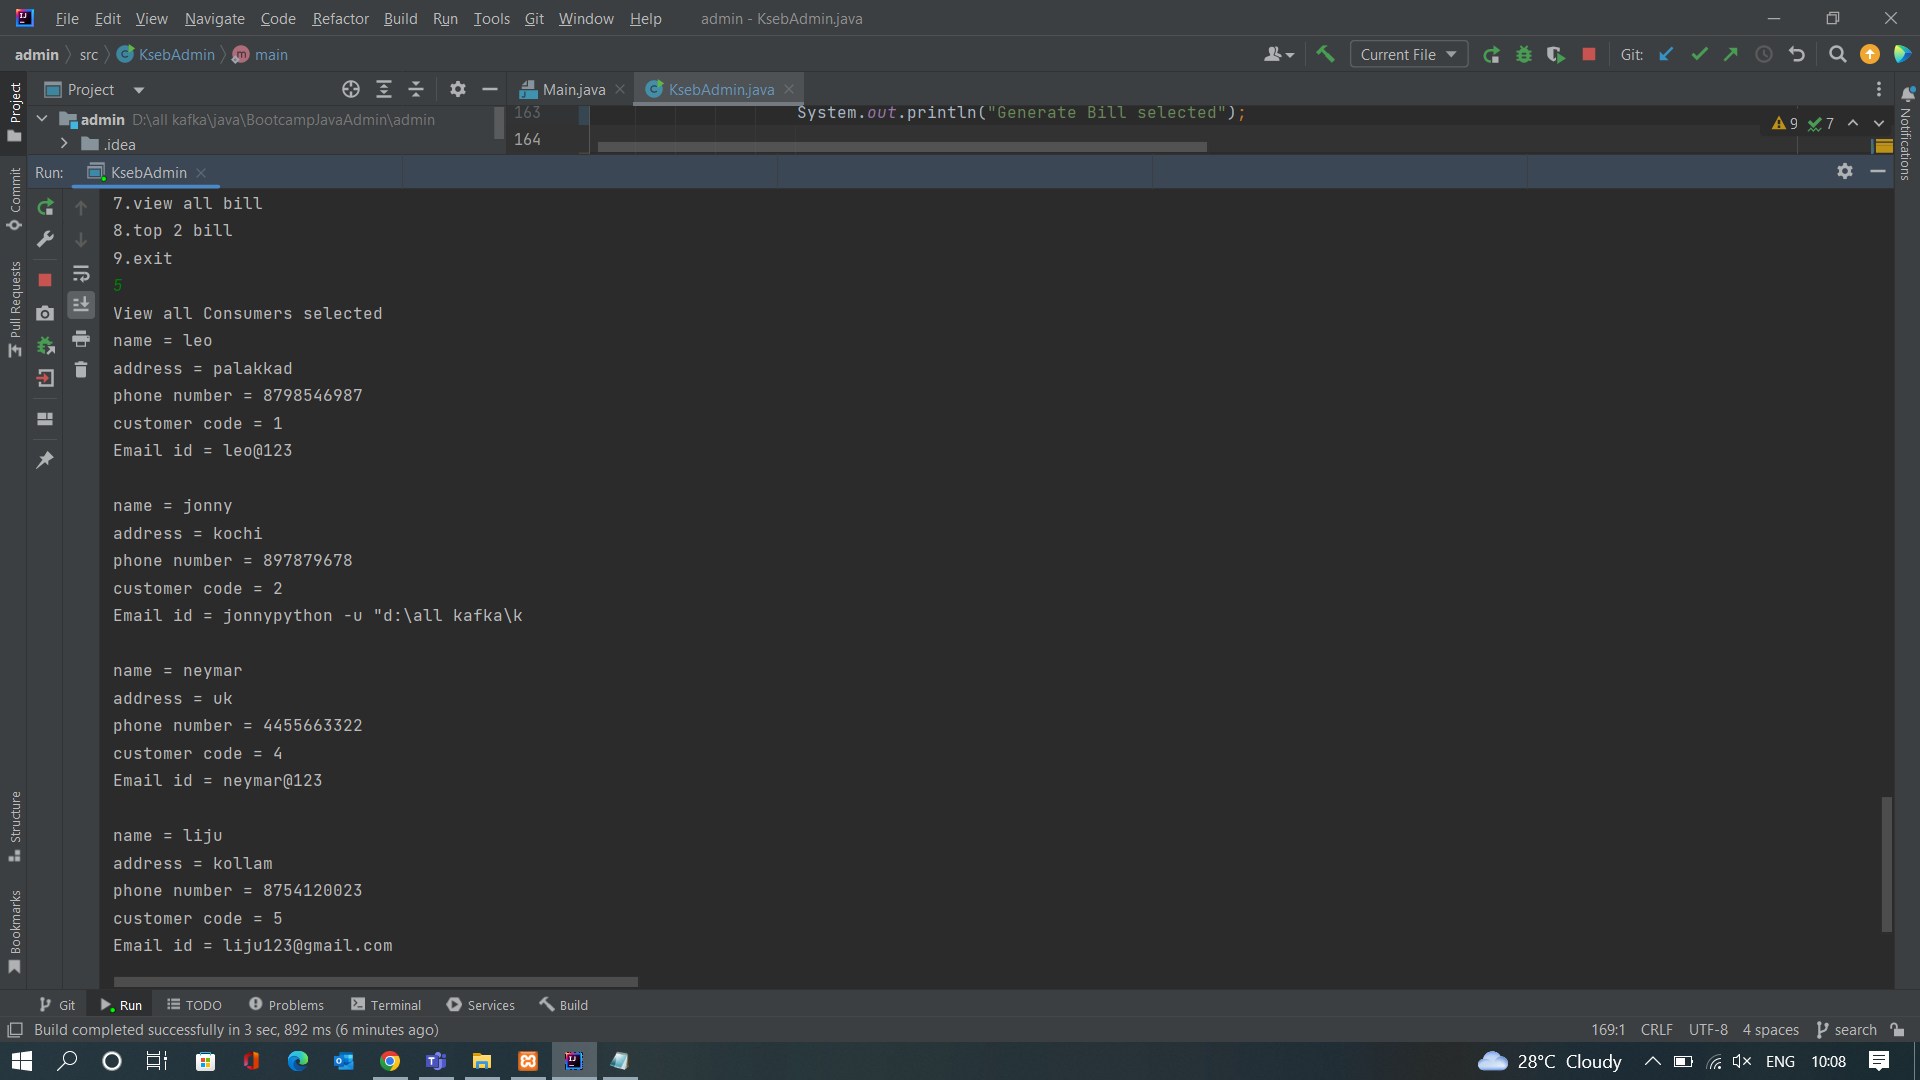 File Edit View Navigate Code Refactor Build Run Tools Git Window Help admin - KsebAdmin.java
admin src KsebAdmin main Current File Git:
Project Main.java KsebAdmin.java
admin D:\all kafka\java\BootcampJavaAdmin\admin
.idea
163 System.out.println("Generate Bill selected");
164
9 7
Run: KsebAdmin
7.view all bill
8.top 2 bill
9.exit
5
View all Consumers selected
name = leo
address = palakkad
phone number = 8798546987
customer code = 1
Email id = leo@123
name = jonny
address = kochi
phone number = 897879678
customer code = 2
Email id = jonnypython -u "d:\all kafka\k
name = neymar
address = uk
phone number = 4455663322
customer code = 4
Email id = neymar@123
name = liju
address = kollam
phone number = 8754120023
customer code = 5
Email id = liju123@gmail.com
Project
Commit
Pull Requests
Structure
Bookmarks
Notifications
Git Run TODO Problems Terminal Services Build
Build completed successfully in 3 sec, 892 ms (6 minutes ago) 169:1 CRLF UTF-8 4 spaces search
28°C Cloudy ENG 10:08